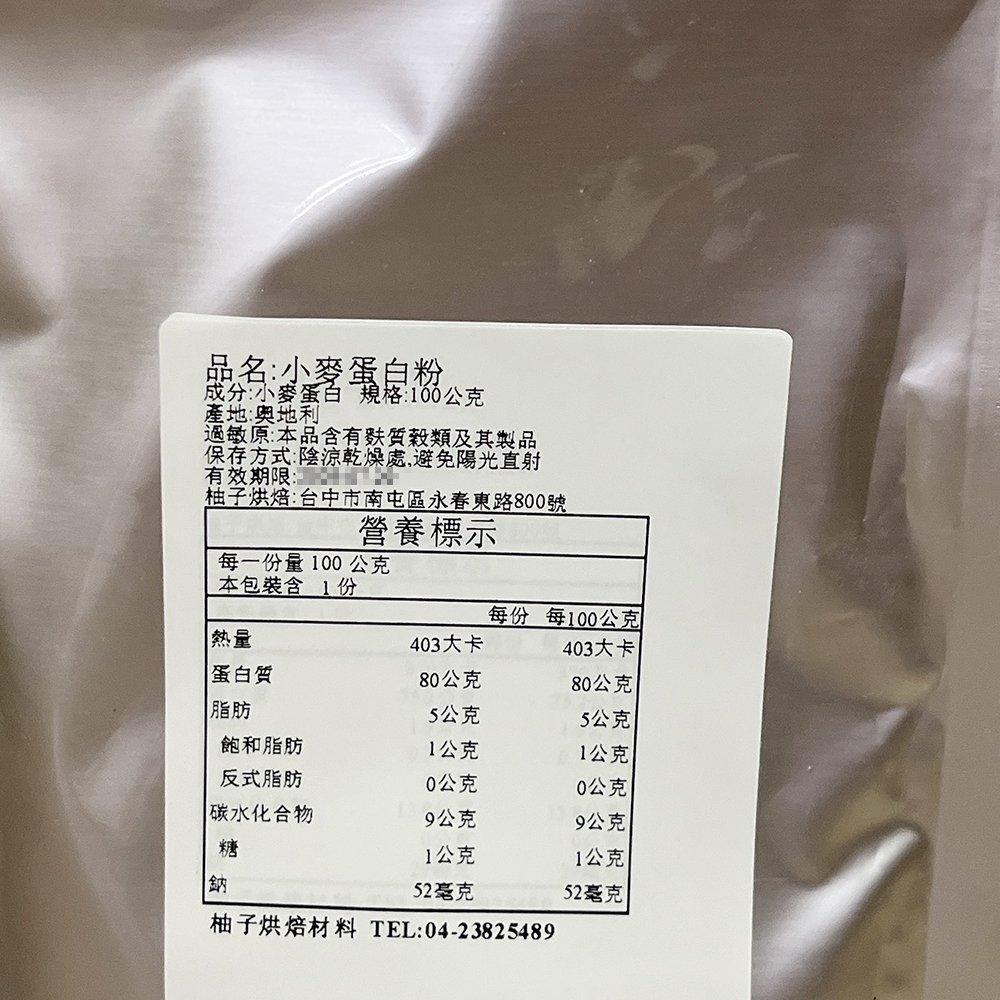 品名:小麥蛋白粉
成分:小麥蛋白 規格:100公克
產地:奧地利
過敏原:本品含有麩質穀類及其製品
保存方式:陰涼乾燥處,避免陽光直射
有效期限:
柚子烘焙:台中市南屯區永春東路800號
營養標示
每一份量 100 公克
本包裝含 1 份
每份 每100公克
熱量 403大卡 403大卡
蛋白質 80公克 80公克
脂肪 5公克 5公克
飽和脂肪 1公克 1公克
反式脂肪 0公克 0公克
碳水化合物 9公克 9公克
糖 1公克 1公克
鈉 52毫克 52毫克
柚子烘焙材料 TEL:04-23825489